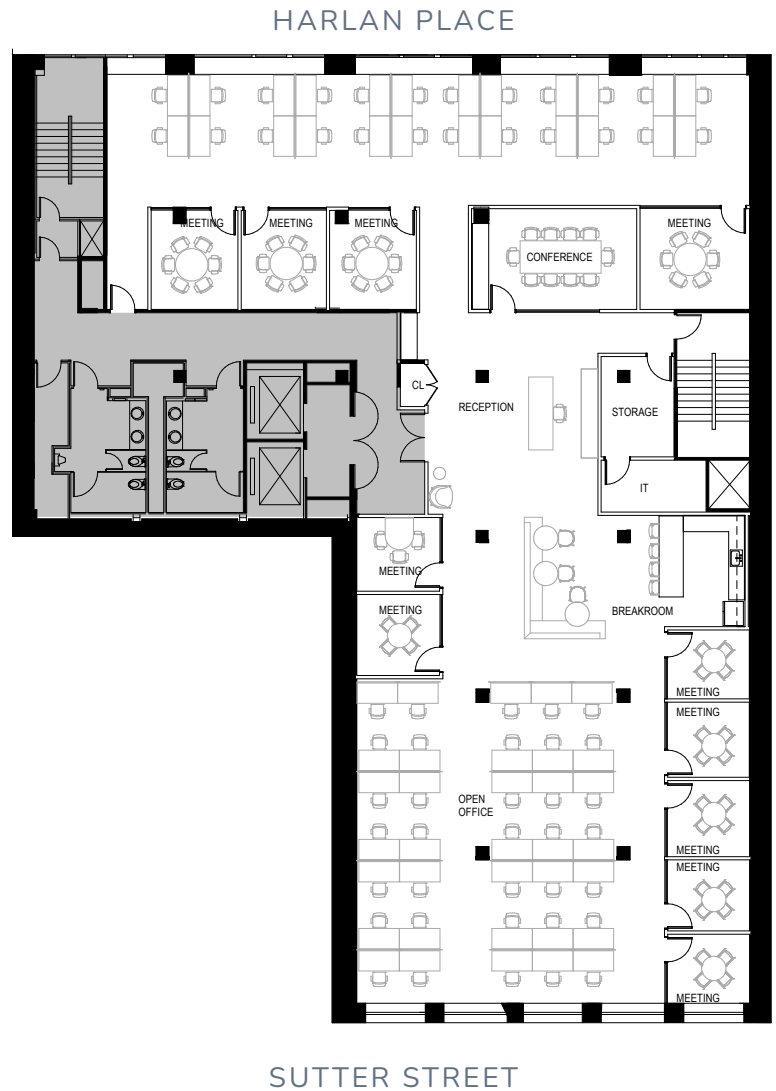 HARLAN PLACE
MEETING
MEETING
MEETING
CONFERENCE
MEETING
CL
RECEPTION
STORAGE
IT
MEETING
MEETING
BREAKROOM
MEETING
MEETING
OPEN
OFFICE
MEETING
MEETING
MEETING
SUTTER STREET